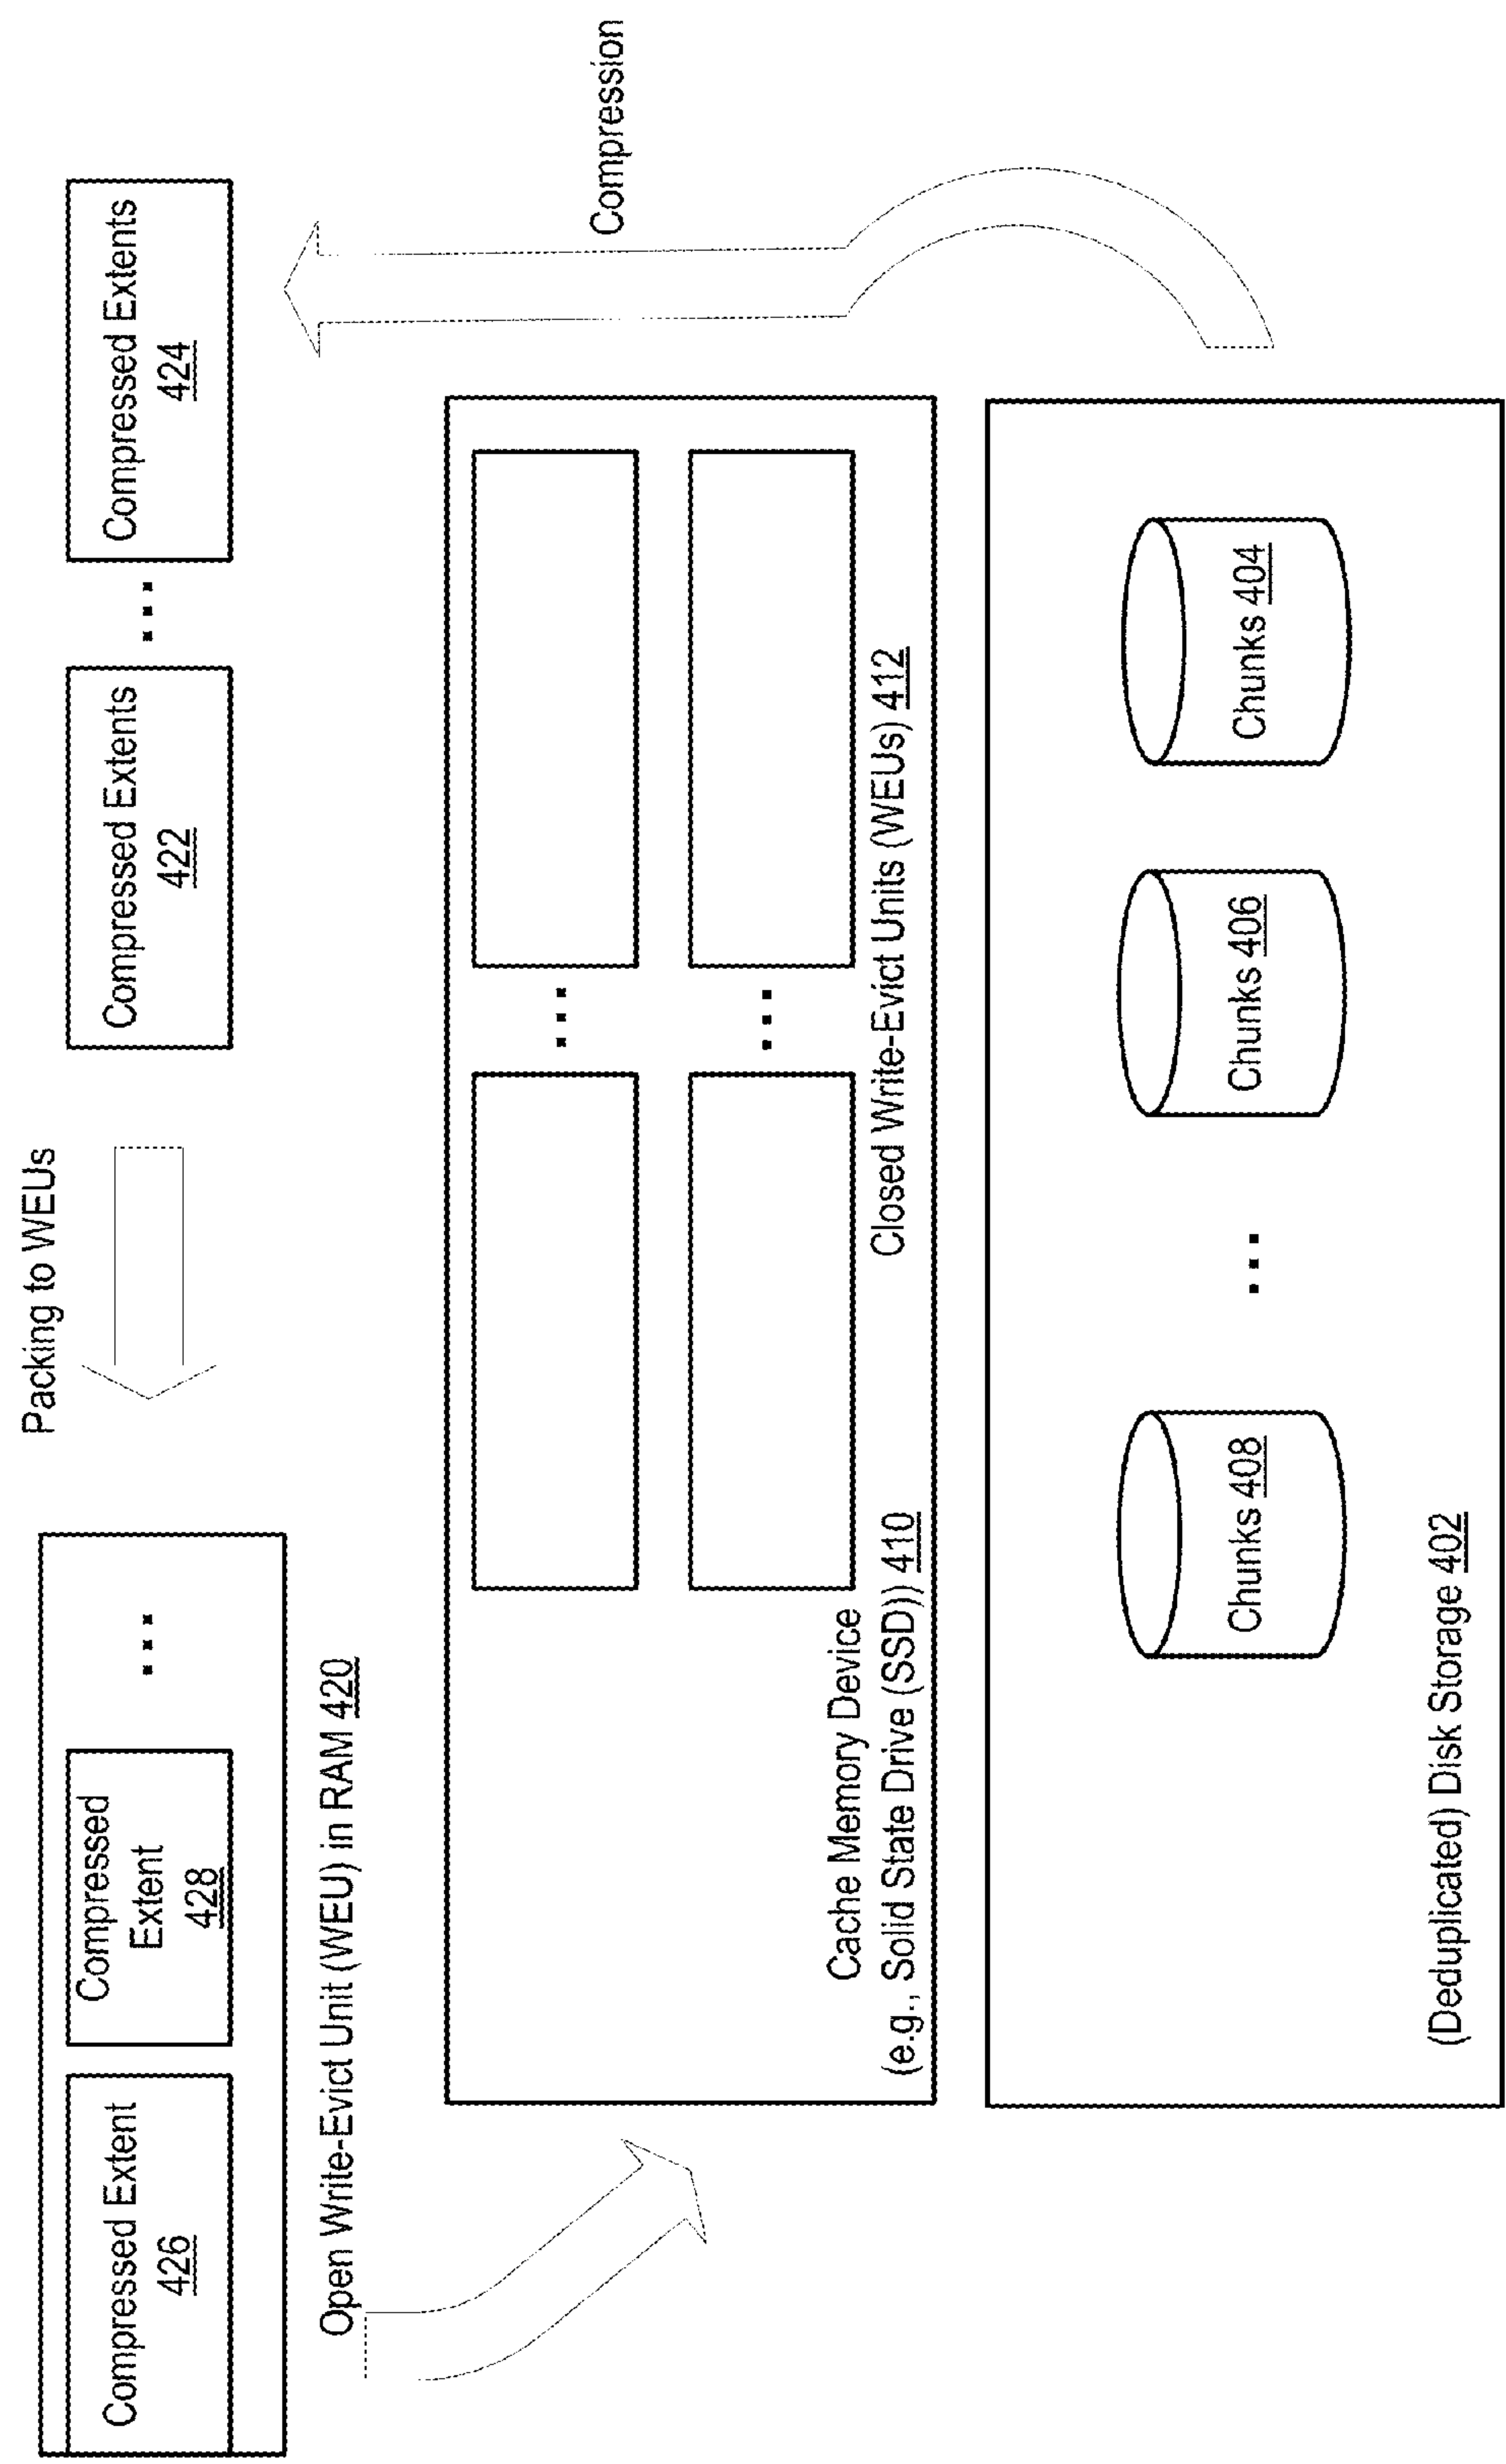 Packing to WEUs
Compressed Extent
426
Compressed
Extent
428
...
Compressed Extents
422
...
Compressed Extents
424
Open Write-Evict Unit (WEU) in RAM 420
Compression
...
...
Cache Memory Device
(e.g., Solid State Drive (SSD)) 410
Closed Write-Evict Units (WEUs) 412
Chunks 408
...
Chunks 406
Chunks 404
(Deduplicated) Disk Storage 402